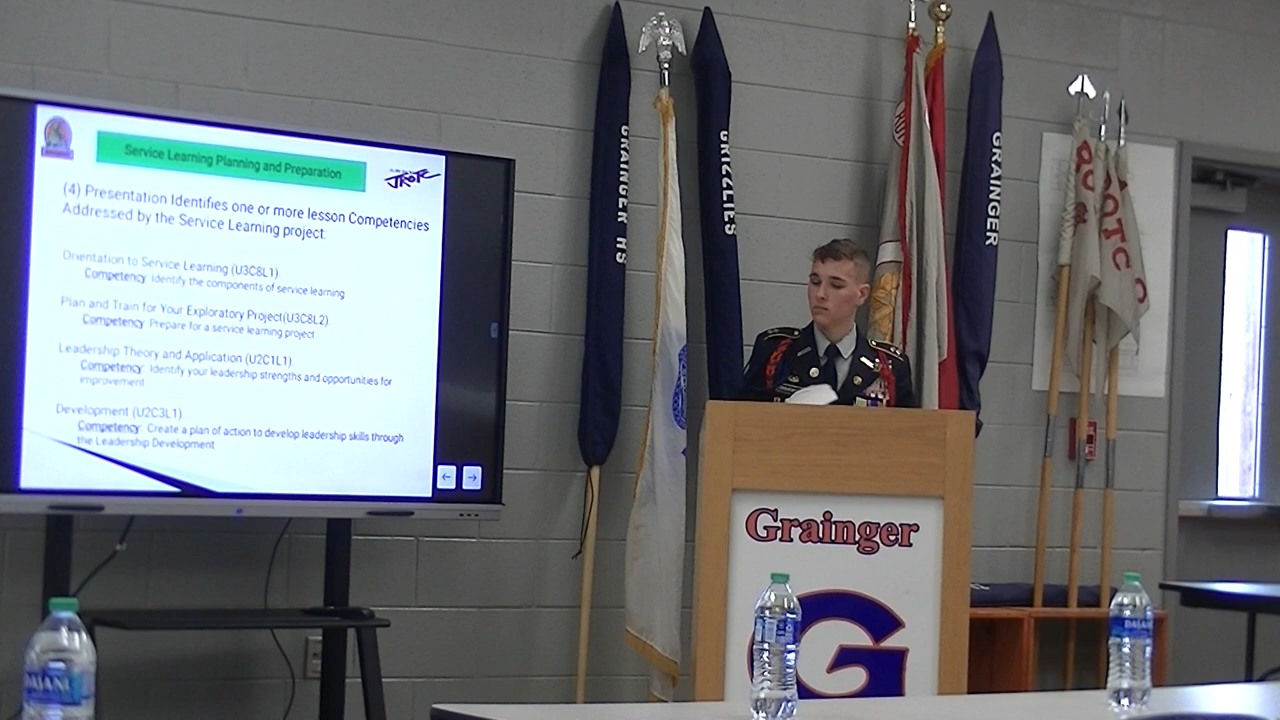 Service Learning Planning and Preparation
JROTC
(4) Presentation Identifies one or more lesson Competencies
Addressed by the Service Learning project:
Orientation to Service Learning (U3C8L1)
Competency: Identify the components of service learning
Plan and Train for Your Exploratory Project(U3C8L2)
Competency: Prepare for a service learning project
Leadership Theory and Application (U2C1L1)
Competency: Identify your leadership strengths and opportunities for
improvement
Development (U2C3L1)
Competency: Create a plan of action to develop leadership skills through
the Leadership Development
GRAINGER HS
GRIZZLIES
GRAINGER
Grainger
G
DASANI
DASANI